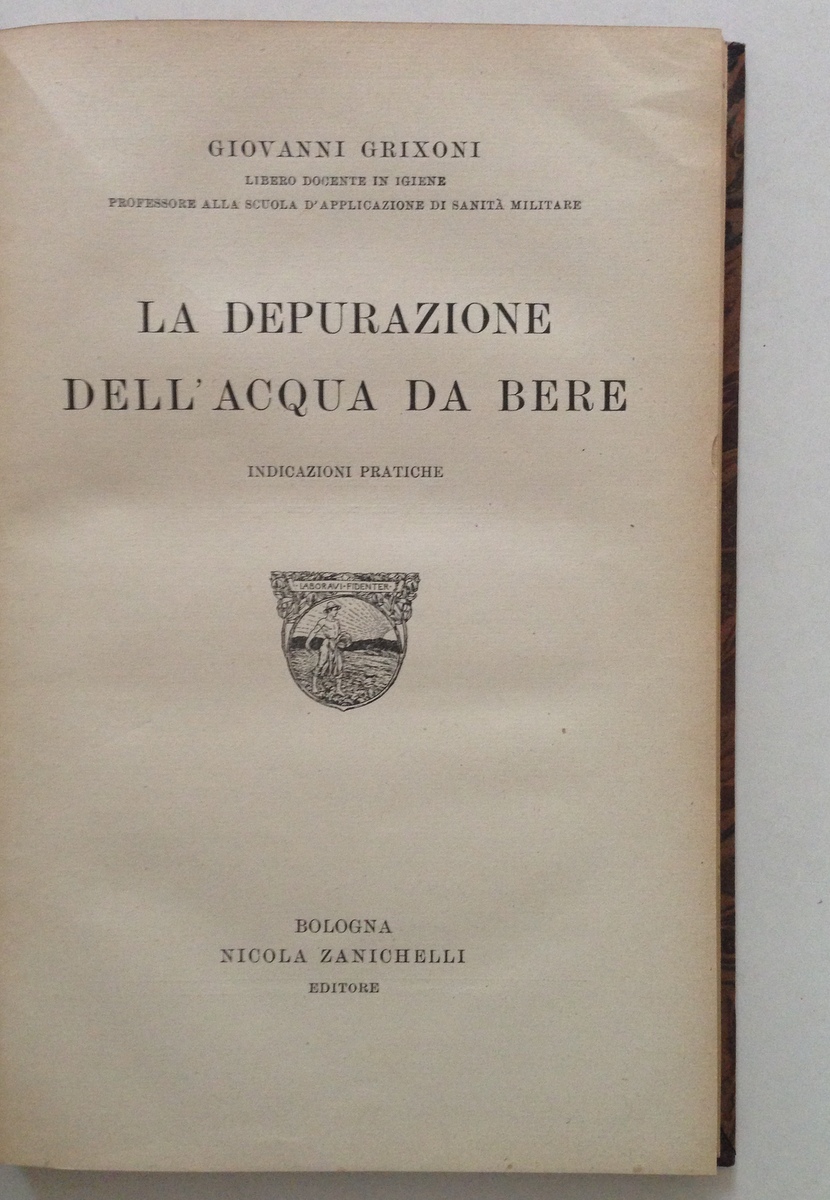 GIOVANNI GRIXONI
LIBERO DOCENTE IN IGIENE
PROFESSORE ALLA SCUOLA D'APPLICAZIONE DI SANITÀ MILITARE
LA DEPURAZIONE
DELL'ACQUA DA BERE
INDICAZIONI PRATICHE
LABORAVI·FIDENTER
BOLOGNA
NICOLA ZANICHELLI
EDITORE